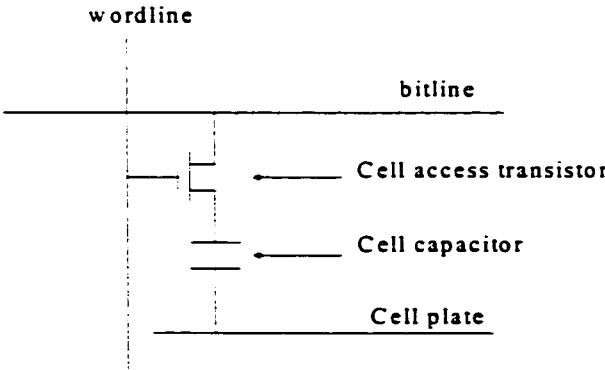 wordline
bitline
Cell access transistor
Cell capacitor
Cell plate